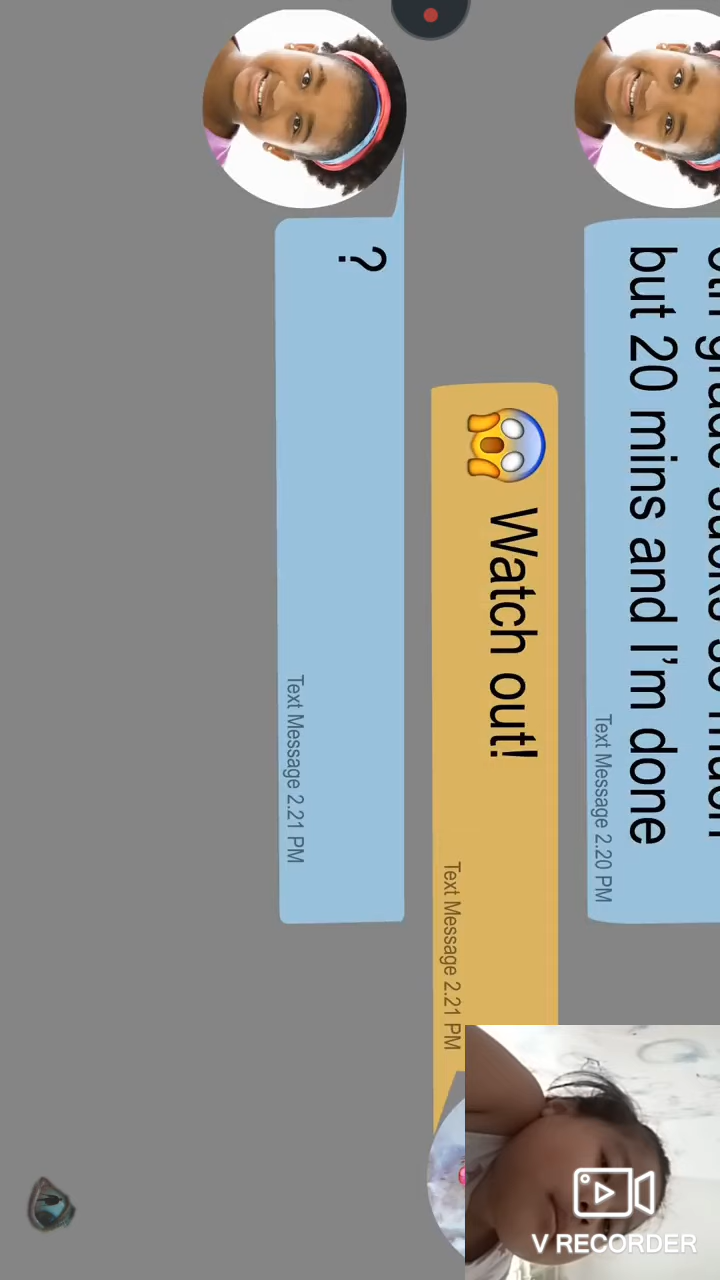 but 20 mins and I'm done
Text Message 2.20 PM
😱 Watch out!
Text Message 2.21 PM
?
Text Message 2.21 PM
V RECORDER